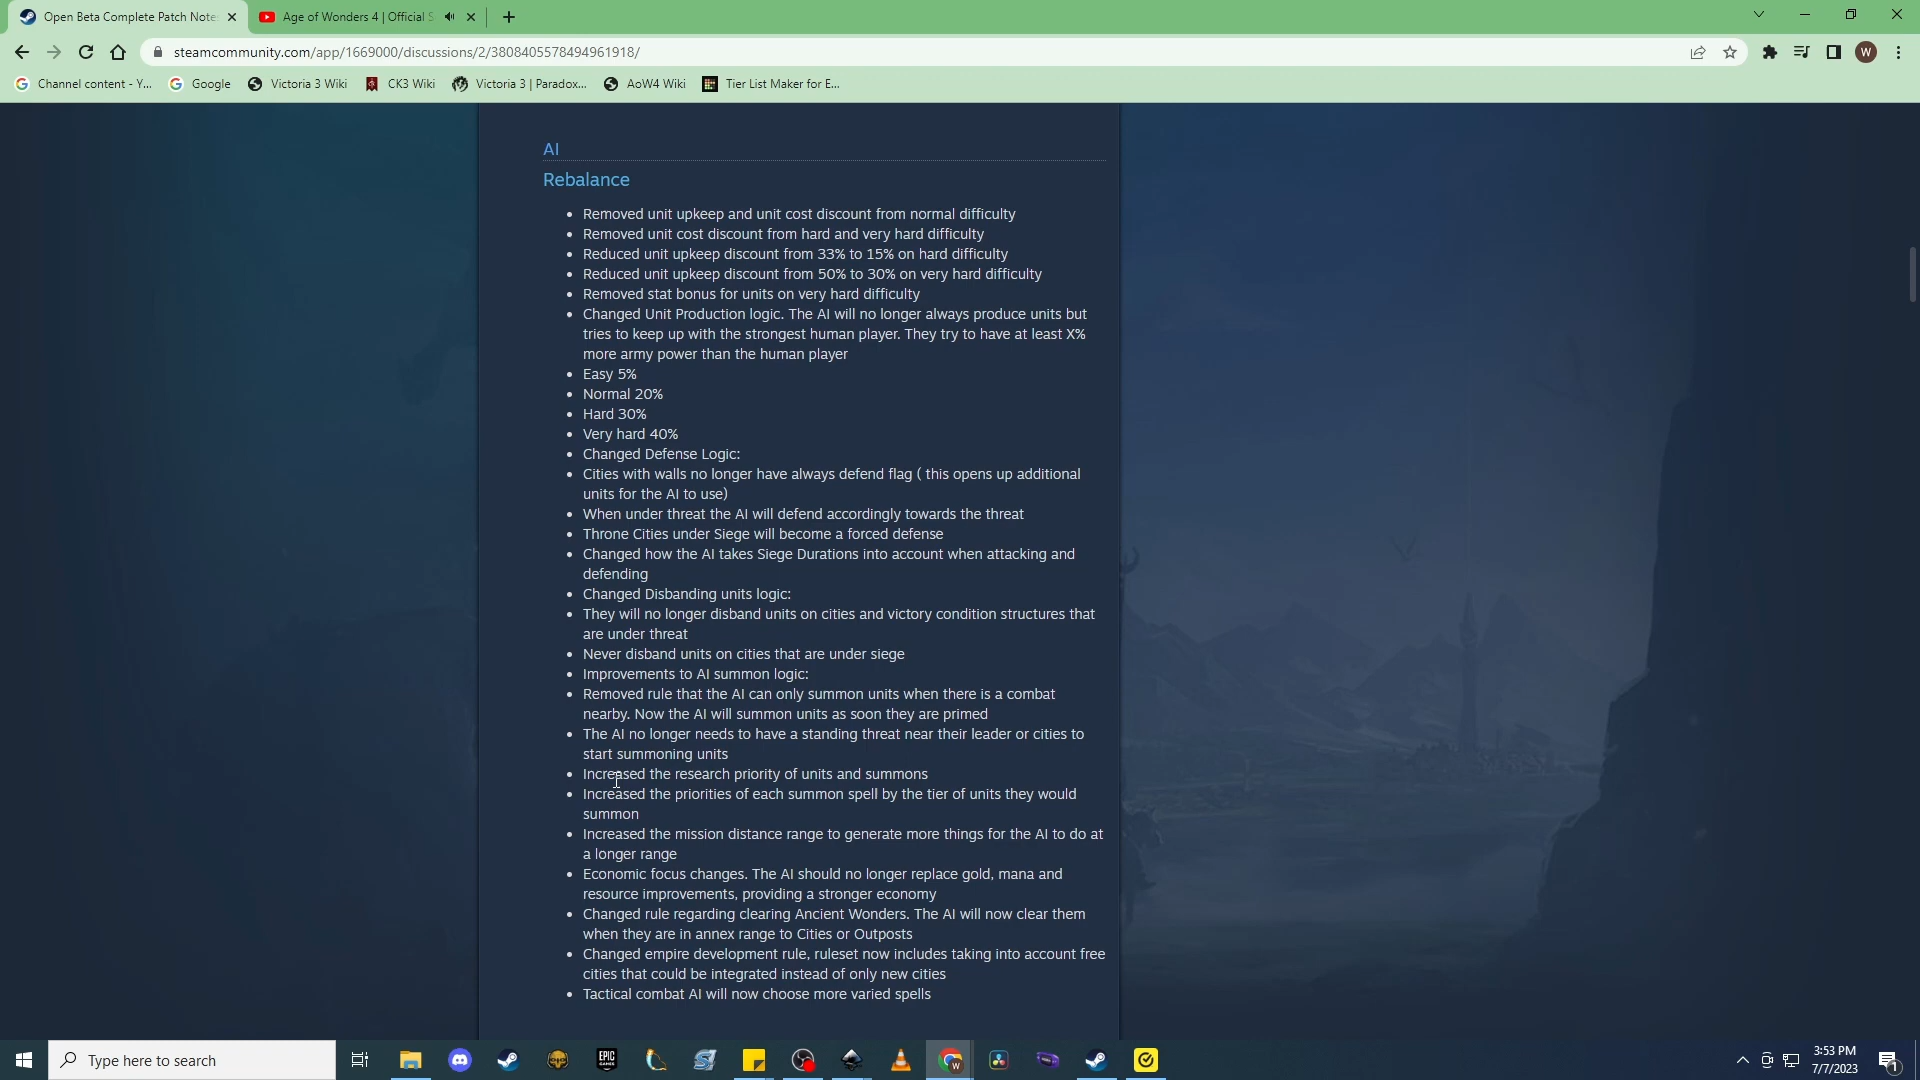 Open Beta Complete Patch Note
Age of Wonders 4 | Official S
steamcommunity.com/app/1669000/discussions/2/3808405578494961918/
W
Channel content - Y...
Google
Victoria 3 Wiki
CK3 Wiki
Victoria 3 | Paradox...
AoW4 Wiki
Tier List Maker for E...
AI
Rebalance
• Removed unit upkeep and unit cost discount from normal difficulty
• Removed unit cost discount from hard and very hard difficulty
• Reduced unit upkeep discount from 33% to 15% on hard difficulty
• Reduced unit upkeep discount from 50% to 30% on very hard difficulty
• Removed stat bonus for units on very hard difficulty
• Changed Unit Production logic. The AI will no longer always produce units but
tries to keep up with the strongest human player. They try to have at least X%
more army power than the human player
• Easy 5%
• Normal 20%
• Hard 30%
• Very hard 40%
• Changed Defense Logic:
• Cities with walls no longer have always defend flag ( this opens up additional
units for the AI to use)
• When under threat the AI will defend accordingly towards the threat
• Throne Cities under Siege will become a forced defense
• Changed how the AI takes Siege Durations into account when attacking and
defending
• Changed Disbanding units logic:
• They will no longer disband units on cities and victory condition structures that
are under threat
• Never disband units on cities that are under siege
• Improvements to AI summon logic:
• Removed rule that the AI can only summon units when there is a combat
nearby. Now the AI will summon units as soon they are primed
• The AI no longer needs to have a standing threat near their leader or cities to
start summoning units
• Increased the research priority of units and summons
• Increased the priorities of each summon spell by the tier of units they would
summon
• Increased the mission distance range to generate more things for the AI to do at
a longer range
• Economic focus changes. The AI should no longer replace gold, mana and
resource improvements, providing a stronger economy
• Changed rule regarding clearing Ancient Wonders. The AI will now clear them
when they are in annex range to Cities or Outposts
• Changed empire development rule, ruleset now includes taking into account free
cities that could be integrated instead of only new cities
• Tactical combat AI will now choose more varied spells
Type here to search
EPIC
GAMES
W
3:53 PM
7/7/2023
1